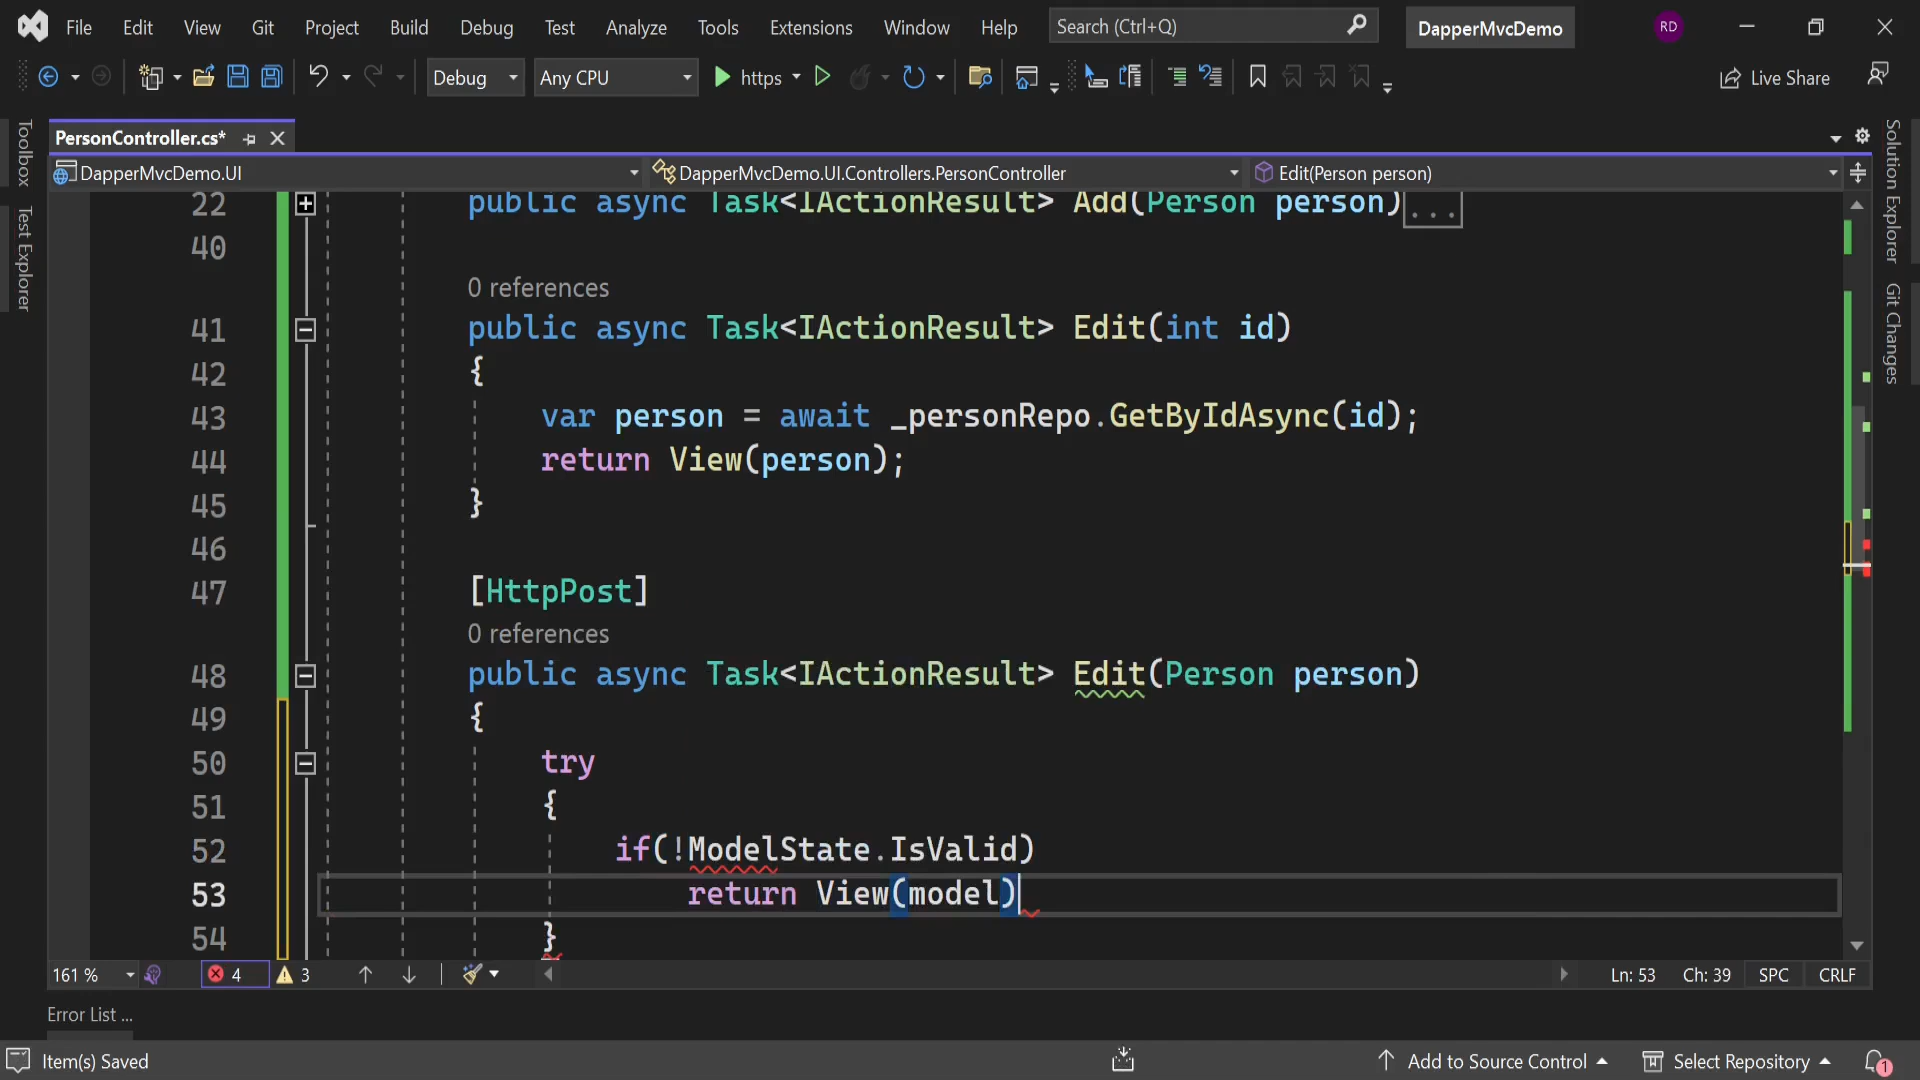 File Edit View Git Project Build Debug Test Analyze Tools Extensions Window Help Search (Ctrl+Q) DapperMvcDemo RD
Debug Any CPU https Live Share
PersonController.cs*
DapperMvcDemo.UI DapperMvcDemo.UI.Controllers.PersonController Edit(Person person)
Toolbox
Test Explorer
Solution Explorer
Git Changes
22 public async Task<IActionResult> Add(Person person)...
40
0 references
41 public async Task<IActionResult> Edit(int id)
42 {
43 var person = await _personRepo.GetByIdAsync(id);
44 return View(person);
45 }
46
47 [HttpPost]
0 references
48 public async Task<IActionResult> Edit(Person person)
49 {
50 try
51 {
52 if(!ModelState.IsValid)
53 return View(model)
54 }
161 % 4 3 Ln: 53 Ch: 39 SPC CRLF
Error List ...
Item(s) Saved Add to Source Control Select Repository 1